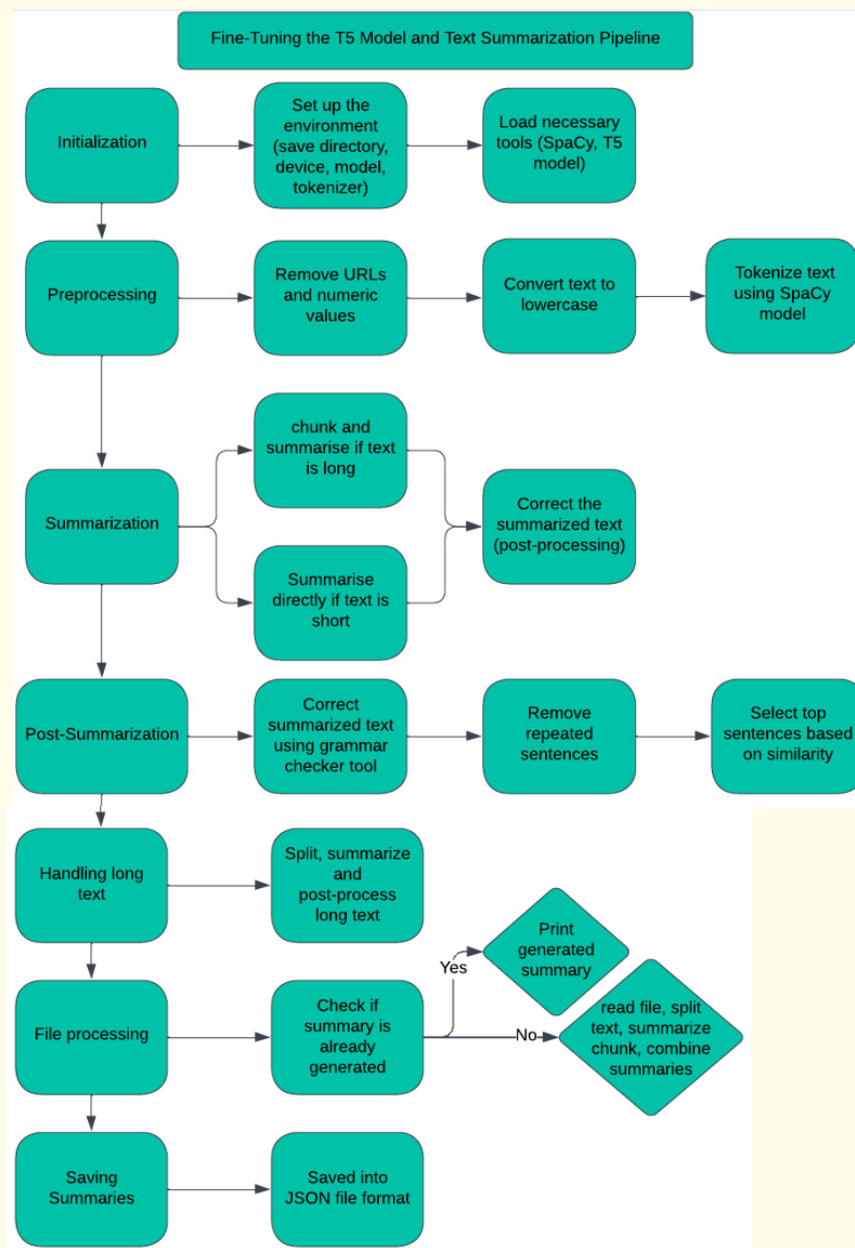 Fine-Tuning the T5 Model and Text Summarization Pipeline
Initialization
Set up the
environment
(save directory,
device, model,
tokenizer)
Load necessary
tools (SpaCy, T5
model)
Preprocessing
Remove URLs
and numeric
values
Convert text to
lowercase
Tokenize text
using SpaCy
model
Summarization
chunk and
summarise if text
is long
Summarise
directly if text is
short
Correct the
summarized text
(post-processing)
Post-Summarization
Correct
summarized text
using grammar
checker tool
Remove
repeated
sentences
Select top
sentences based
on similarity
Handling long
text
Split, summarize
and
post-process
long text
File processing
Check if
summary is
already
generated
Yes
Print
generated
summary
No
read file, split
text, summarize
chunk, combine
summaries
Saving
Summaries
Saved into
JSON file format